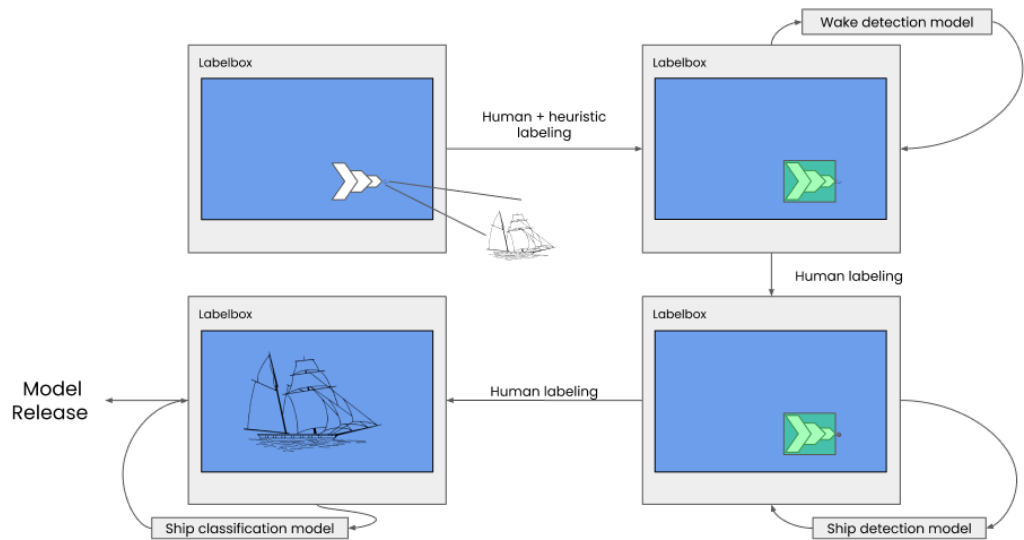 Wake detection model
Labelbox
Labelbox
Human + heuristic
labeling
Human labeling
Labelbox
Labelbox
Human labeling
Model
Release
Ship classification model
Ship detection model